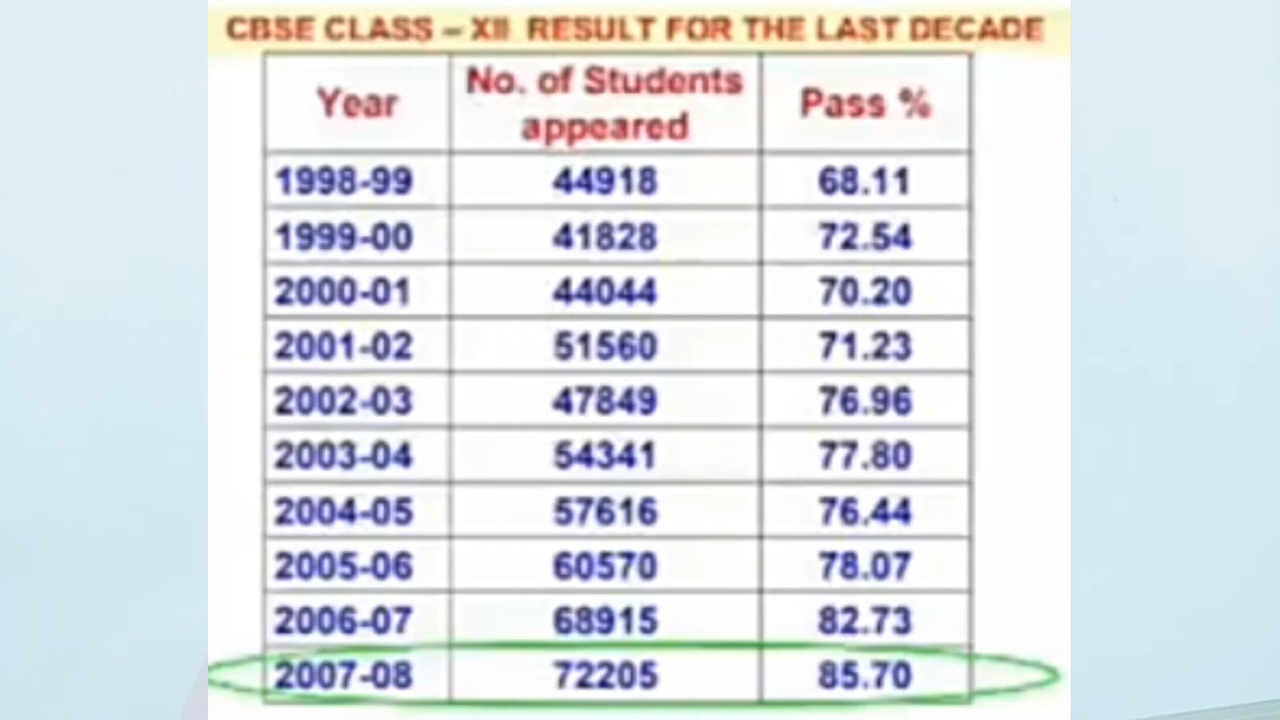 CBSE CLASS – XII RESULT FOR THE LAST DECADE
Year No. of Students appeared Pass %
1998-99 44918 68.11
1999-00 41828 72.54
2000-01 44044 70.20
2001-02 51560 71.23
2002-03 47849 76.96
2003-04 54341 77.80
2004-05 57616 76.44
2005-06 60570 78.07
2006-07 68915 82.73
2007-08 72205 85.70